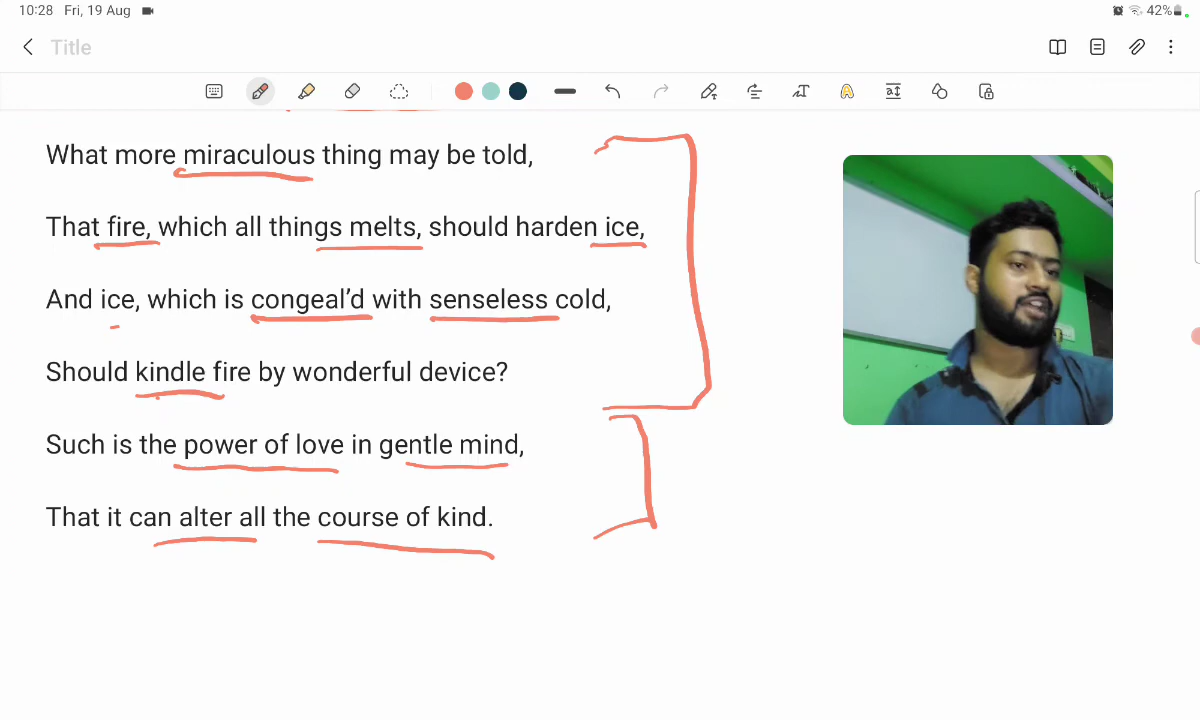 10:28 Fri, 19 Aug 42%
Title
What more miraculous thing may be told,
That fire, which all things melts, should harden ice,
And ice, which is congeal’d with senseless cold,
Should kindle fire by wonderful device?
Such is the power of love in gentle mind,
That it can alter all the course of kind.